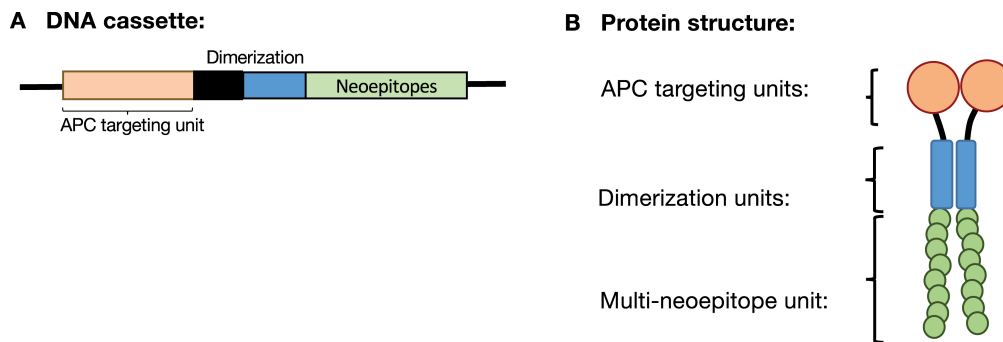 A DNA cassette:
Dimerization
Neoepitopes
APC targeting unit
B Protein structure:
APC targeting units:
Dimerization units:
Multi-neoepitope unit: